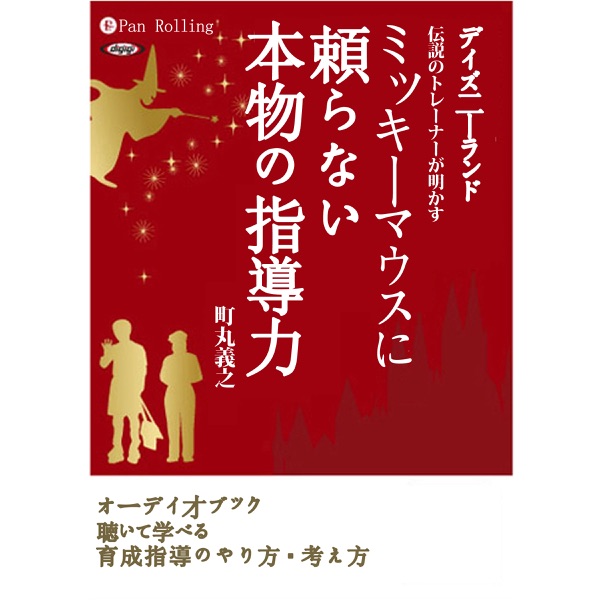 Pan Rolling
digigi
ディズニーランド
伝説のトレーナーが明かす
ミッキーマウスに
頼らない
本物の指導力
町丸義之
オーディオブック
聴いて学べる
育成指導のやり方・考え方